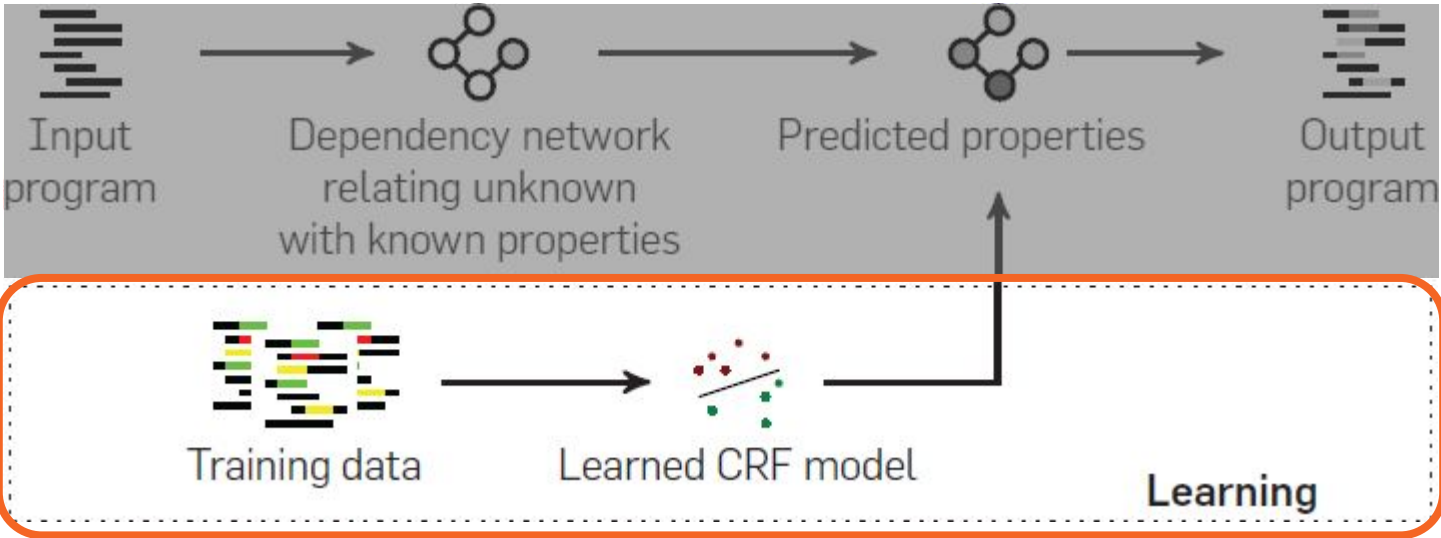 Input
program
Dependency network
relating unknown
with known properties
Predicted properties
Output
program
Training data
Learned CRF model
Learning